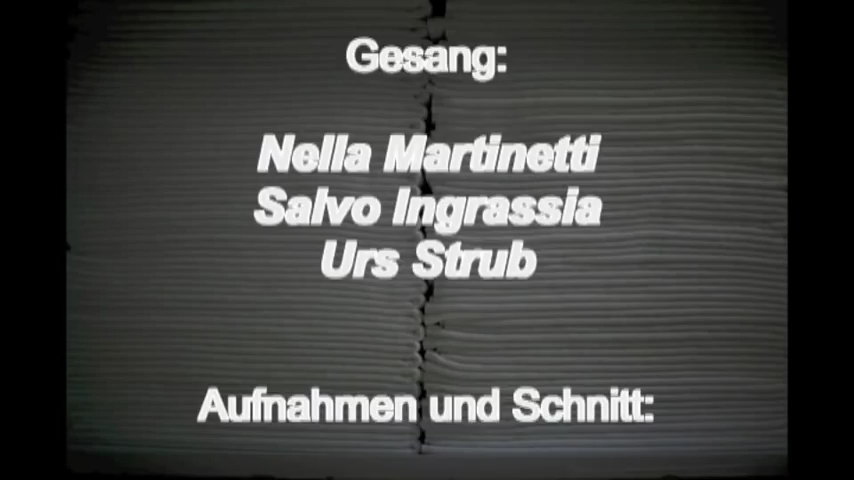 Gesang:
Nella Martinetti
Salvo Ingrassia
Urs Strub
Aufnahmen und Schnitt: